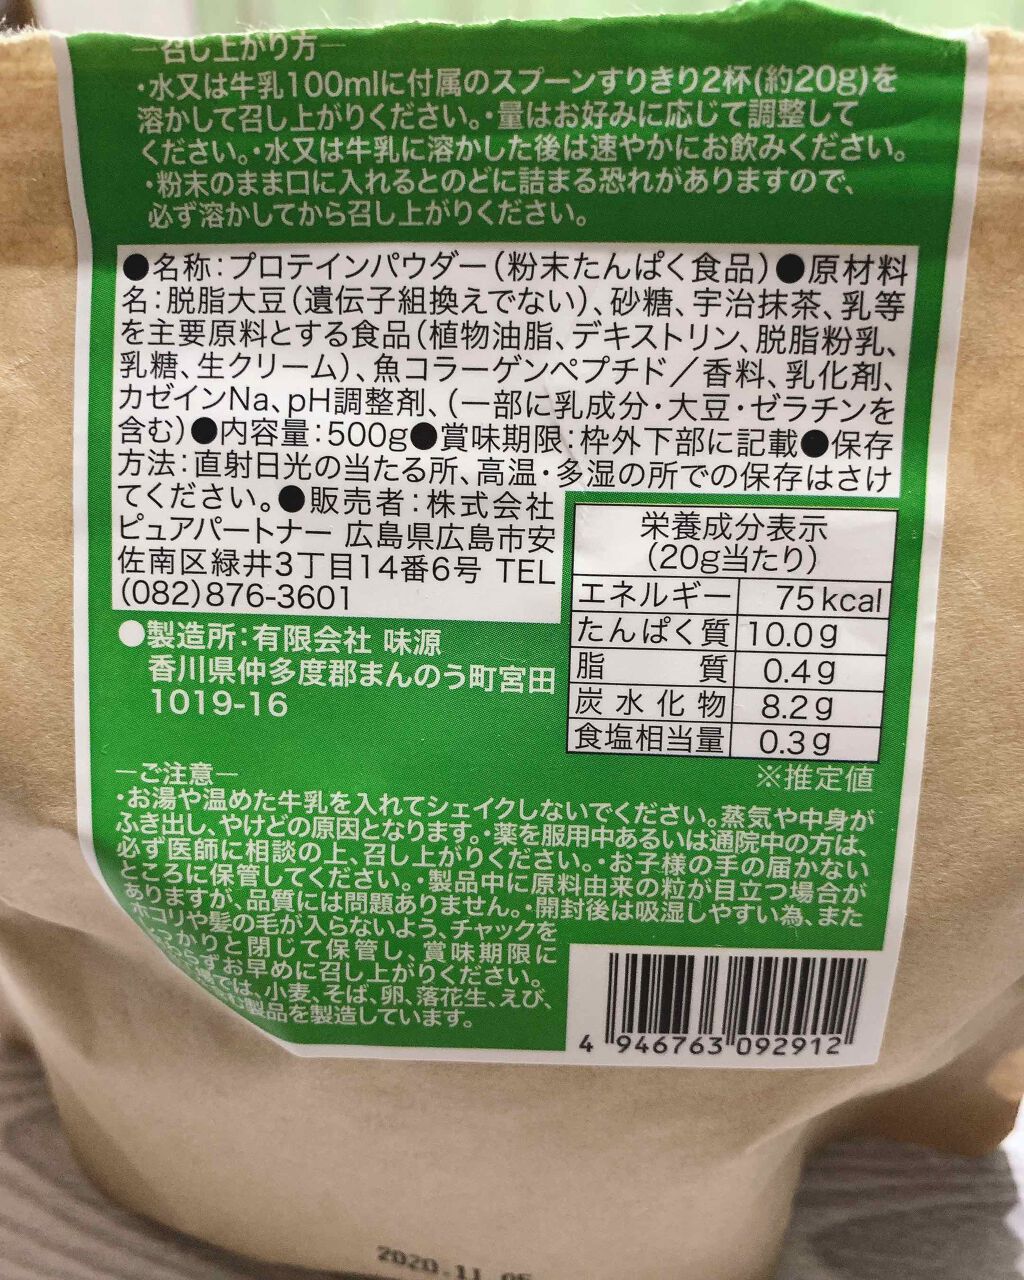 ―召し上がり方―
・水又は牛乳100mlに付属のスプーンすりきり2杯(約20g)を
溶かして召し上がりください。・量はお好みに応じて調整して
ください。・水又は牛乳に溶かした後は速やかにお飲みください。
・粉末のまま口に入れるとのどに詰まる恐れがありますので、
必ず溶かしてから召し上がりください。
●名称:プロテインパウダー(粉末たんぱく食品)●原材料
名:脱脂大豆(遺伝子組換えでない)、砂糖、宇治抹茶、乳等
を主要原料とする食品(植物油脂、デキストリン、脱脂粉乳、
乳糖、生クリーム)、魚コラーゲンペプチド/香料、乳化剤、
カゼインNa、pH調整剤、(一部に乳成分・大豆・ゼラチンを
含む)●内容量:500g●賞味期限:枠外下部に記載●保存
方法:直射日光の当たる所、高温・多湿の所での保存はさけ
てください。●販売者:株式会社
ピュアパートナー 広島県広島市安
佐南区緑井3丁目14番6号 TEL
(082)876-3601
●製造所:有限会社 味源
香川県仲多度郡まんのう町宮田
1019-16
栄養成分表示
(20g当たり)
エネルギー 75kcal
たんぱく質 10.0g
脂質 0.4g
炭水化物 8.2g
食塩相当量 0.3g
※推定値
―ご注意―
・お湯や温めた牛乳を入れてシェイクしないでください。蒸気や中身が
ふき出し、やけどの原因となります。・薬を服用中あるいは通院中の方は、
必ず医師に相談の上、召し上がりください。・お子様の手の届かない
ところに保管してください。・製品中に原料由来の粒が目立つ場合が
ありますが、品質には問題ありません。・開封後は吸湿しやすい為、また
ホコリや髪の毛が入らないよう、チャックを
しっかりと閉じて保管し、賞味期限に
らずお早めに召し上がりください。
では、小麦、そば、卵、落花生、えび、
製品を製造しています。
4 946763 092912
2020.11.05